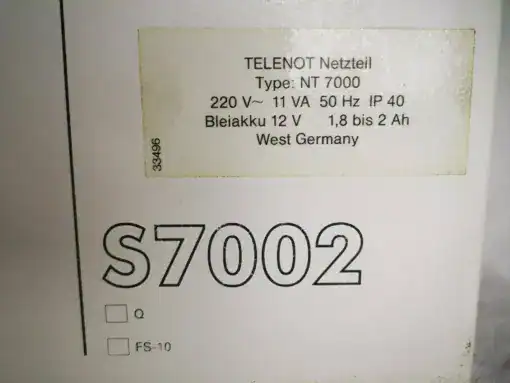 TELENOT Netzteil
Type: NT 7000
220 V~ 11 VA 50 Hz IP 40
Bleiakku 12 V 1,8 bis 2 Ah
West Germany
33496
S7002
Q
FS-10